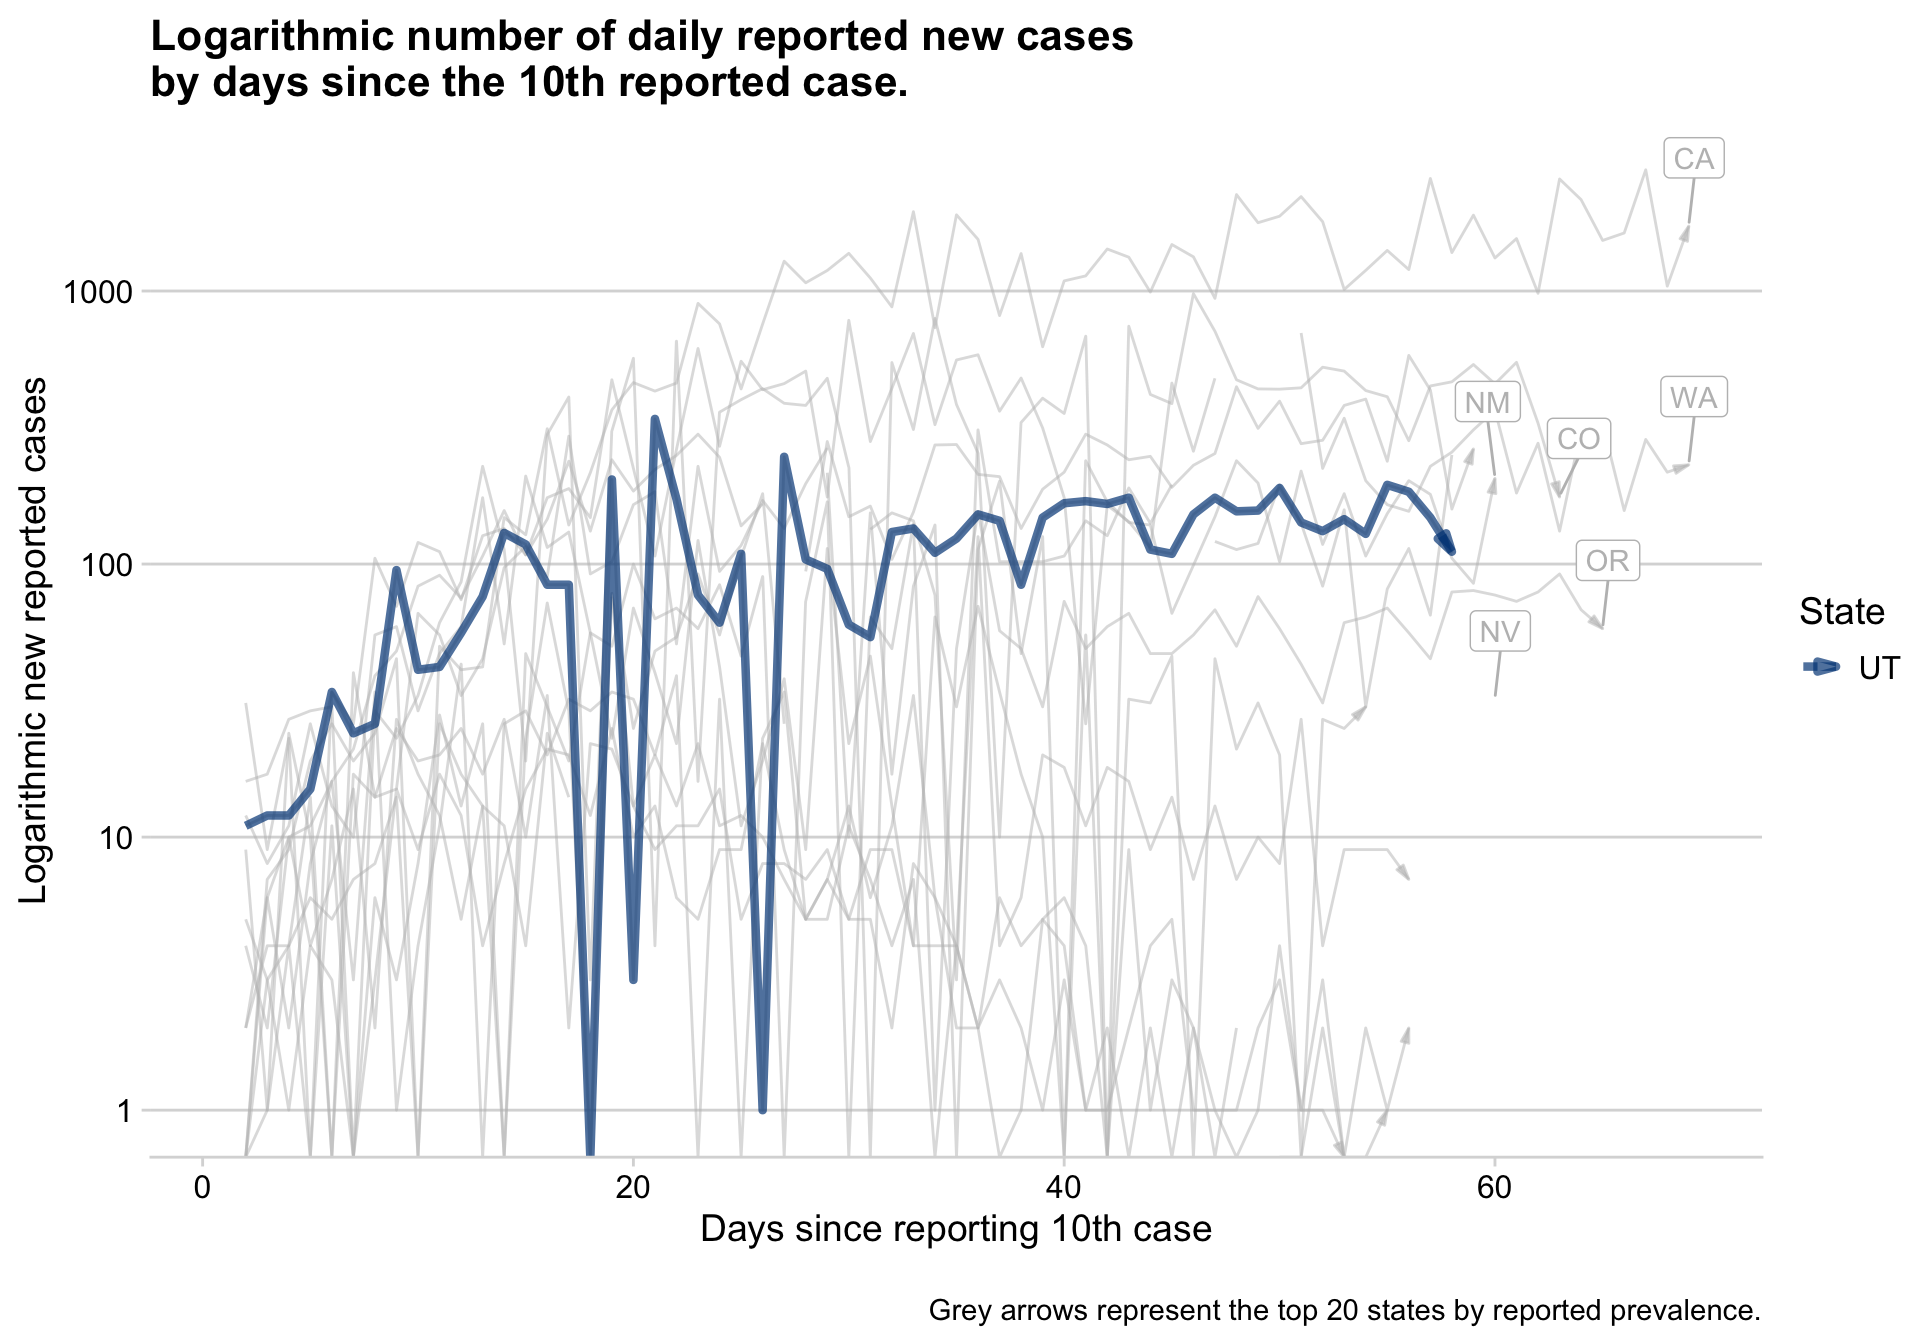 Logarithmic number of daily reported new cases
by days since the 10th reported case.
Logarithmic new reported cases
1000
100
10
1
CA
NM
WA
CO
OR
NV
State
UT
0
20
40
60
Days since reporting 10th case
Grey arrows represent the top 20 states by reported prevalence.